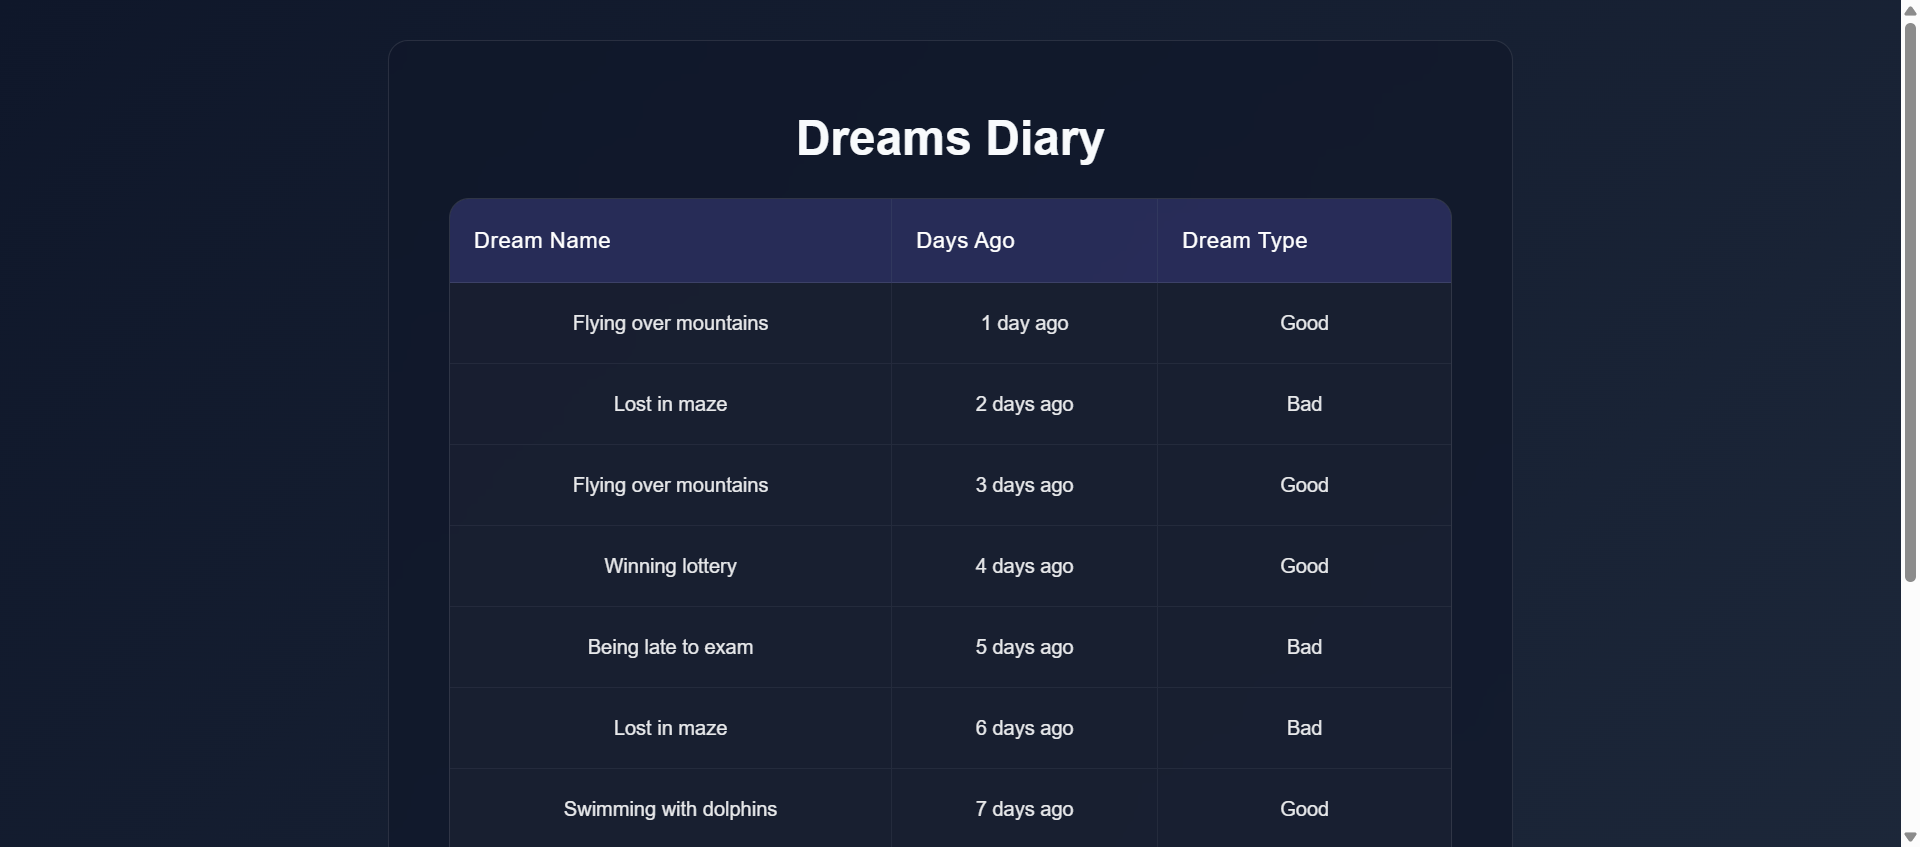 Dreams Diary
Dream Name Days Ago Dream Type
Flying over mountains 1 day ago Good
Lost in maze 2 days ago Bad
Flying over mountains 3 days ago Good
Winning lottery 4 days ago Good
Being late to exam 5 days ago Bad
Lost in maze 6 days ago Bad
Swimming with dolphins 7 days ago Good